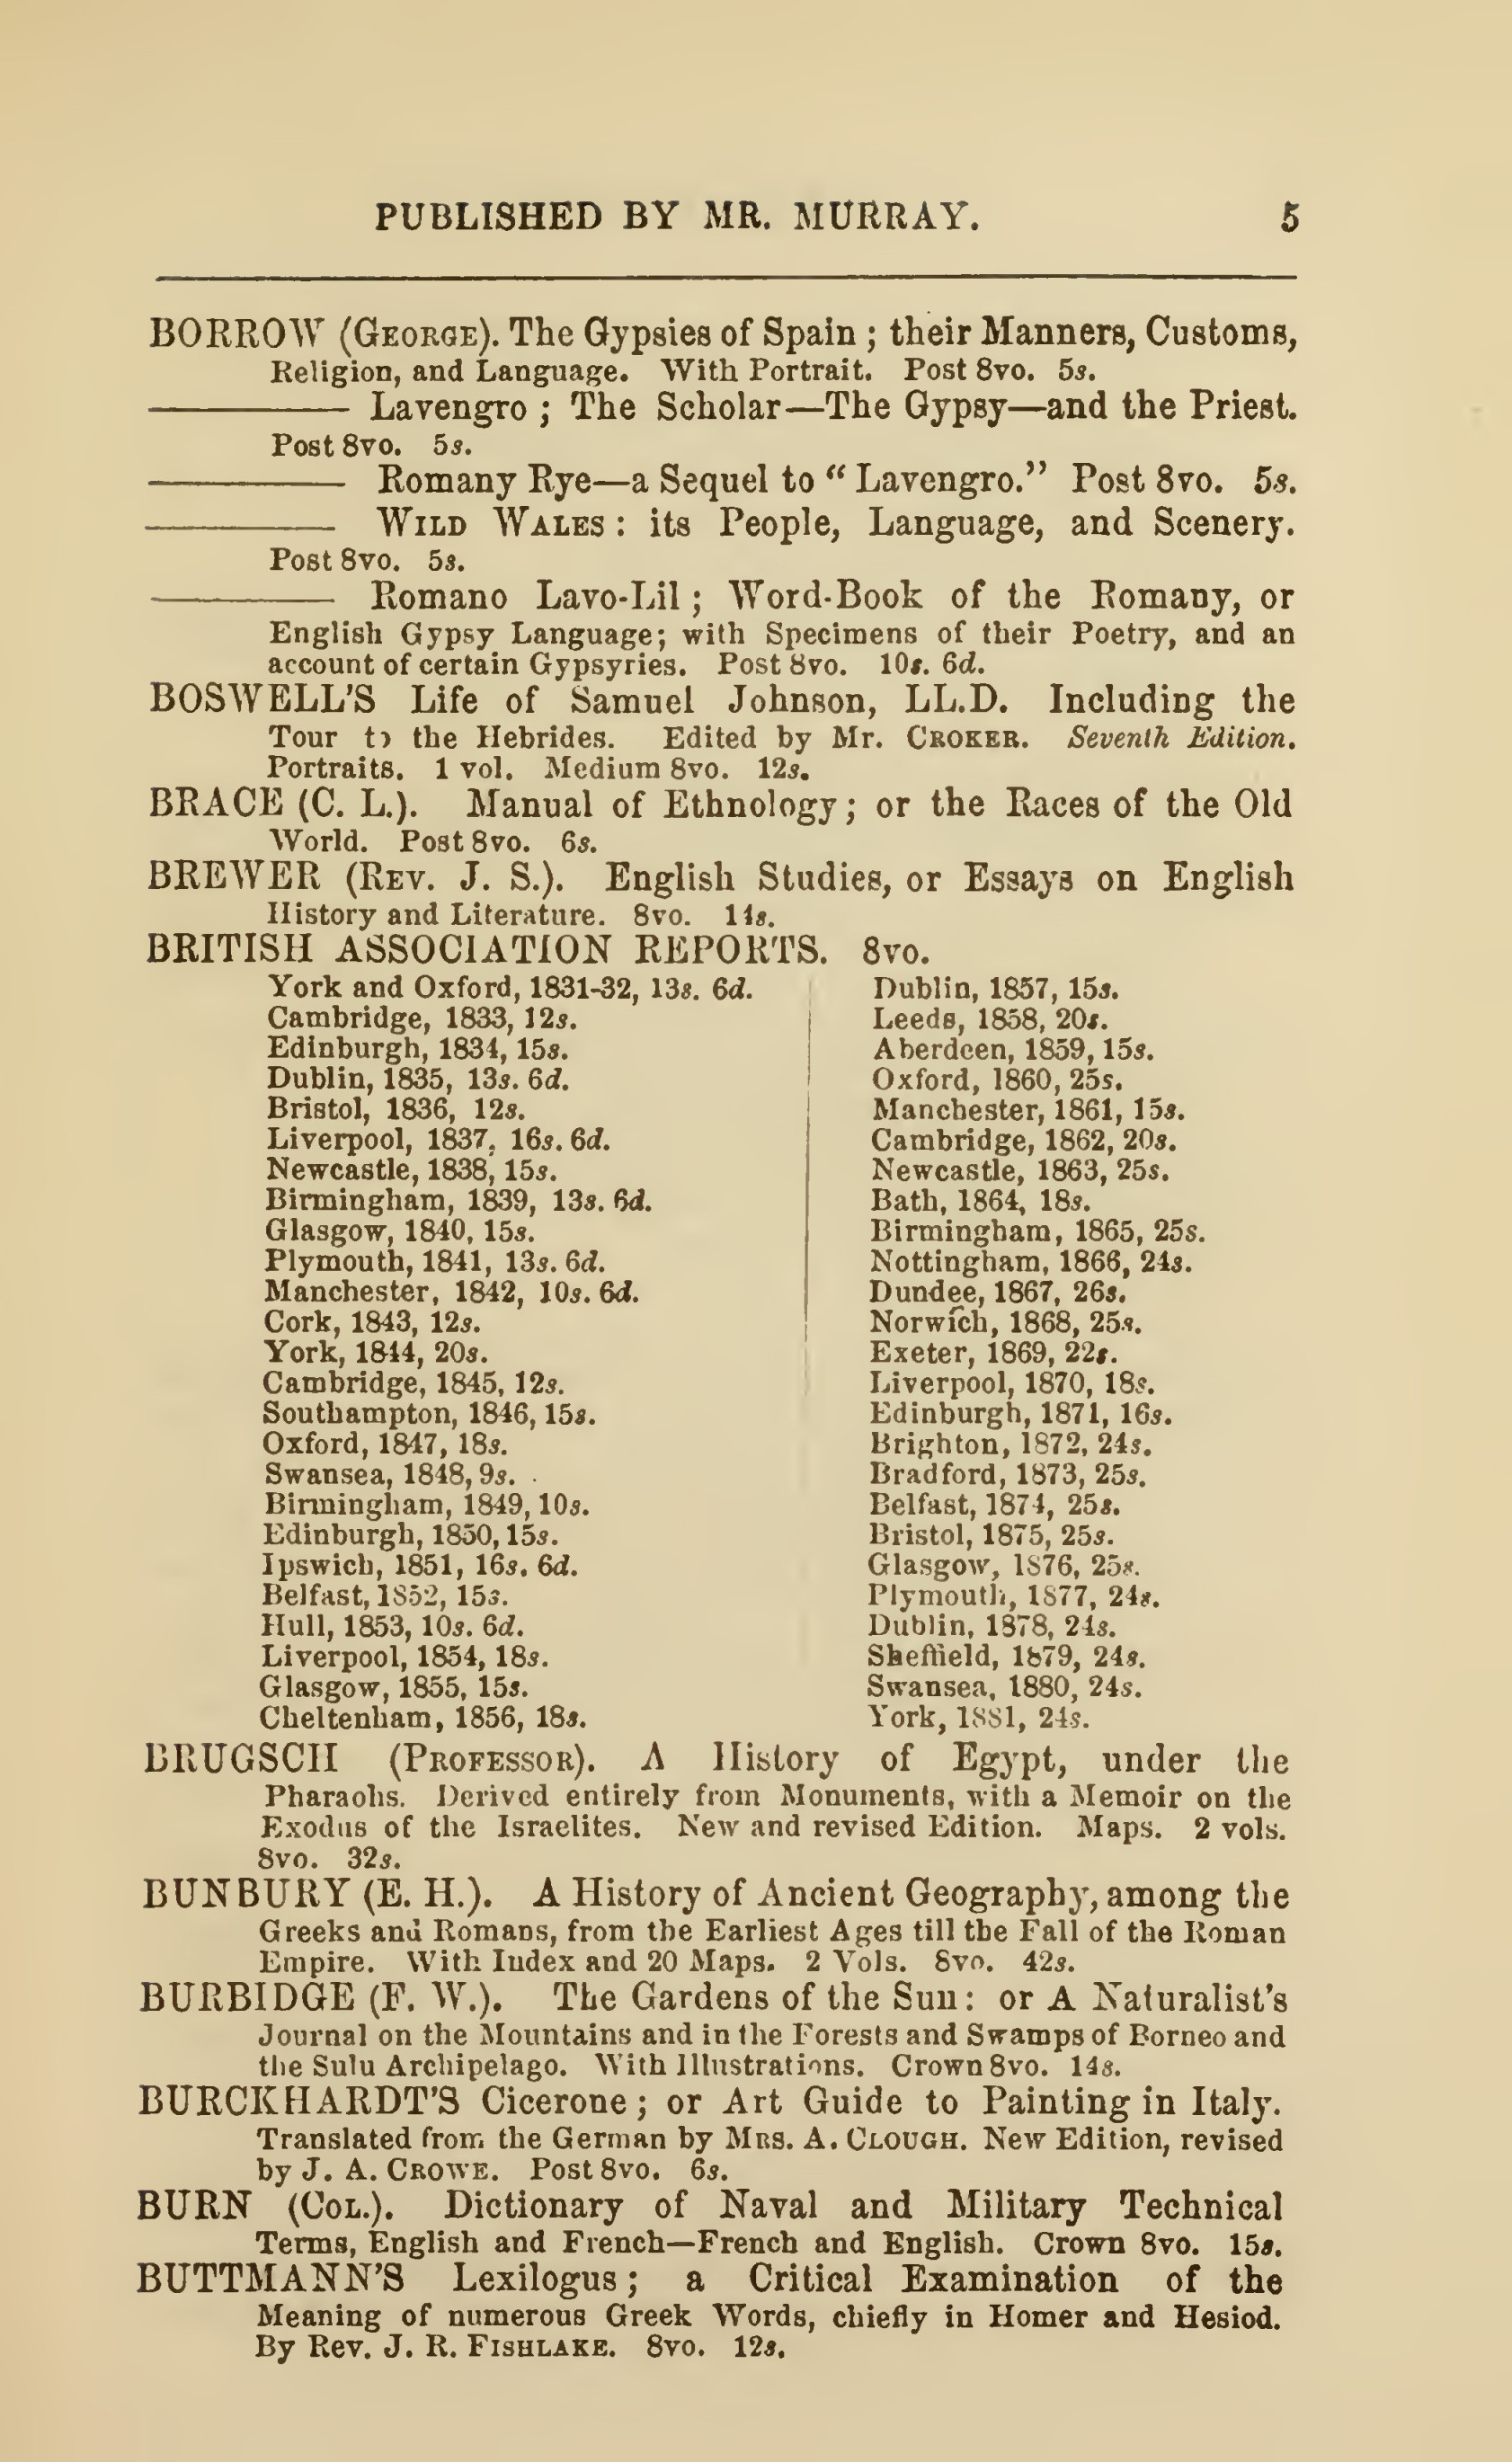 PUBLISHED BY MR. MURRAY. 5
BORROW (George). The Gypsies of Spain ; their Manners, Customs,
Religion, and Language. With Portrait. Post 8vo. 5s.
——— Lavengro ; The Scholar—The Gypsy—and the Priest.
Post 8vo. 5s.
——— Romany Rye—a Sequel to “ Lavengro.” Post 8vo. 5s.
——— Wild Wales : its People, Language, and Scenery.
Post 8vo. 5s.
——— Romano Lavo-Lil ; Word-Book of the Romany, or
English Gypsy Language; with Specimens of their Poetry, and an
account of certain Gypsyries. Post 8vo. 10s. 6d.
BOSWELL'S Life of Samuel Johnson, LL.D. Including the
Tour to the Hebrides. Edited by Mr. Croker. Seventh Edition.
Portraits. 1 vol. Medium 8vo. 12s.
BRACE (C. L.). Manual of Ethnology ; or the Races of the Old
World. Post 8vo. 6s.
BREWER (Rev. J. S.). English Studies, or Essays on English
History and Literature. 8vo. 14s.
BRITISH ASSOCIATION REPORTS. 8vo.
York and Oxford, 1831-32, 13s. 6d.
Cambridge, 1833, 12s.
Edinburgh, 1834, 15s.
Dublin, 1835, 13s. 6d.
Bristol, 1836, 12s.
Liverpool, 1837, 16s. 6d.
Newcastle, 1838, 15s.
Birmingham, 1839, 13s. 6d.
Glasgow, 1840, 15s.
Plymouth, 1841, 13s. 6d.
Manchester, 1842, 10s. 6d.
Cork, 1843, 12s.
York, 1844, 20s.
Cambridge, 1845, 12s.
Southampton, 1846, 15s.
Oxford, 1847, 18s.
Swansea, 1848, 9s.
Birmingham, 1849, 10s.
Edinburgh, 1850, 15s.
Ipswich, 1851, 16s. 6d.
Belfast, 1852, 15s.
Hull, 1853, 10s. 6d.
Liverpool, 1854, 18s.
Glasgow, 1855, 15s.
Cheltenham, 1856, 18s.
Dublin, 1857, 15s.
Leeds, 1858, 20s.
Aberdeen, 1859, 15s.
Oxford, 1860, 25s.
Manchester, 1861, 15s.
Cambridge, 1862, 20s.
Newcastle, 1863, 25s.
Bath, 1864, 18s.
Birmingham, 1865, 25s.
Nottingham, 1866, 24s.
Dundee, 1867, 26s.
Norwich, 1868, 25s.
Exeter, 1869, 22s.
Liverpool, 1870, 18s.
Edinburgh, 1871, 16s.
Brighton, 1872, 24s.
Bradford, 1873, 25s.
Belfast, 1874, 25s.
Bristol, 1875, 25s.
Glasgow, 1876, 25s.
Plymouth, 1877, 24s.
Dublin, 1878, 24s.
Sheffield, 1879, 24s.
Swansea, 1880, 24s.
York, 1881, 24s.
BRUGSCH (Professor). A History of Egypt, under the
Pharaohs. Derived entirely from Monuments, with a Memoir on the
Exodus of the Israelites. New and revised Edition. Maps. 2 vols.
8vo. 32s.
BUNBURY (E. H.). A History of Ancient Geography, among the
Greeks and Romans, from the Earliest Ages till the Fall of the Roman
Empire. With Index and 20 Maps. 2 Vols. 8vo. 42s.
BURBIDGE (F. W.). The Gardens of the Sun : or A Naturalist's
Journal on the Mountains and in the Forests and Swamps of Borneo and
the Sulu Archipelago. With Illustrations. Crown 8vo. 14s.
BURCKHARDT'S Cicerone ; or Art Guide to Painting in Italy.
Translated from the German by Mrs. A. Clough. New Edition, revised
by J. A. Crowe. Post 8vo. 6s.
BURN (Col.). Dictionary of Naval and Military Technical
Terms, English and French—French and English. Crown 8vo. 15s.
BUTTMANN'S Lexilogus ; a Critical Examination of the
Meaning of numerous Greek Words, chiefly in Homer and Hesiod.
By Rev. J. R. Fishlake. 8vo. 12s.